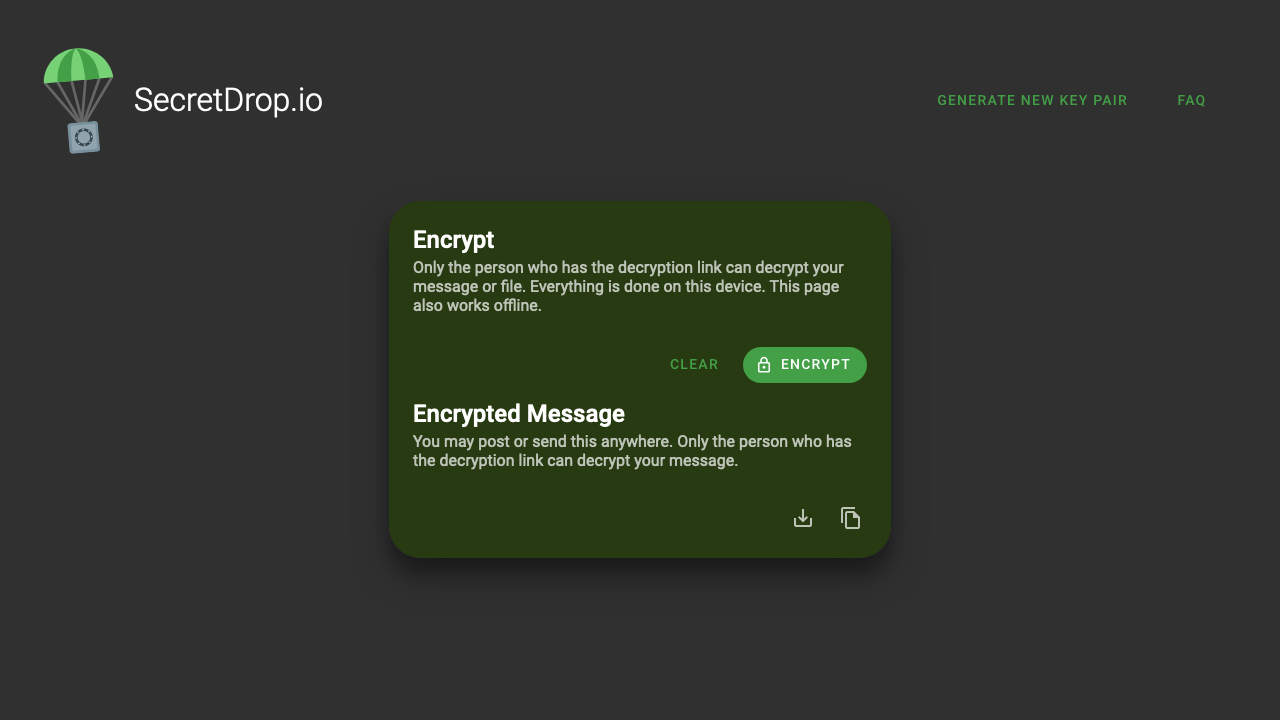 SecretDrop.io
GENERATE NEW KEY PAIR
FAQ
Encrypt
Only the person who has the decryption link can decrypt your
message or file. Everything is done on this device. This page
also works offline.
CLEAR
ENCRYPT
Encrypted Message
You may post or send this anywhere. Only the person who has
the decryption link can decrypt your message.